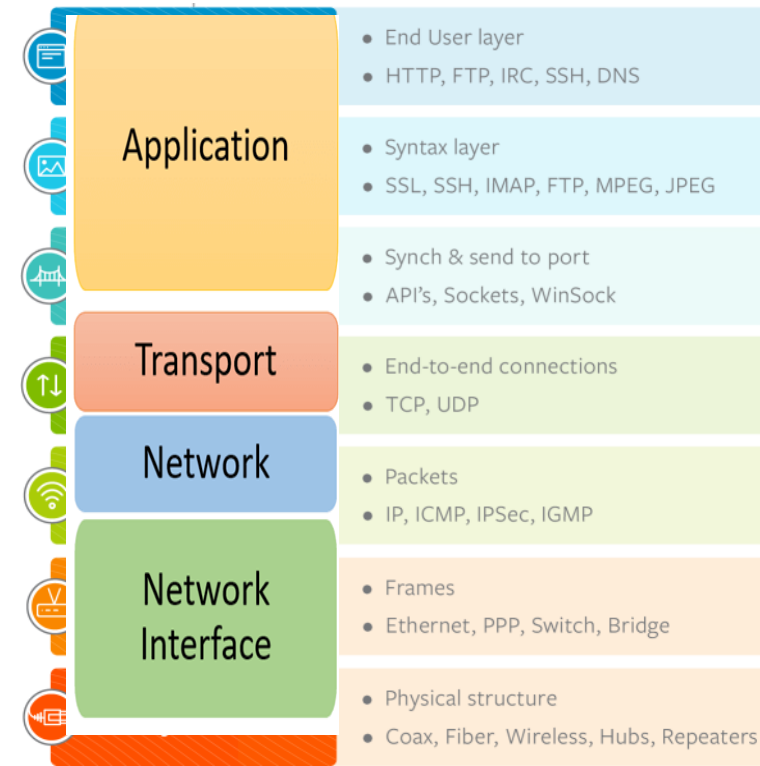 Application
• End User layer
• HTTP, FTP, IRC, SSH, DNS
• Syntax layer
• SSL, SSH, IMAP, FTP, MPEG, JPEG
• Synch & send to port
• API's, Sockets, WinSock
Transport
• End-to-end connections
• TCP, UDP
Network
• Packets
• IP, ICMP, IPSec, IGMP
Network
Interface
• Frames
• Ethernet, PPP, Switch, Bridge
• Physical structure
• Coax, Fiber, Wireless, Hubs, Repeaters